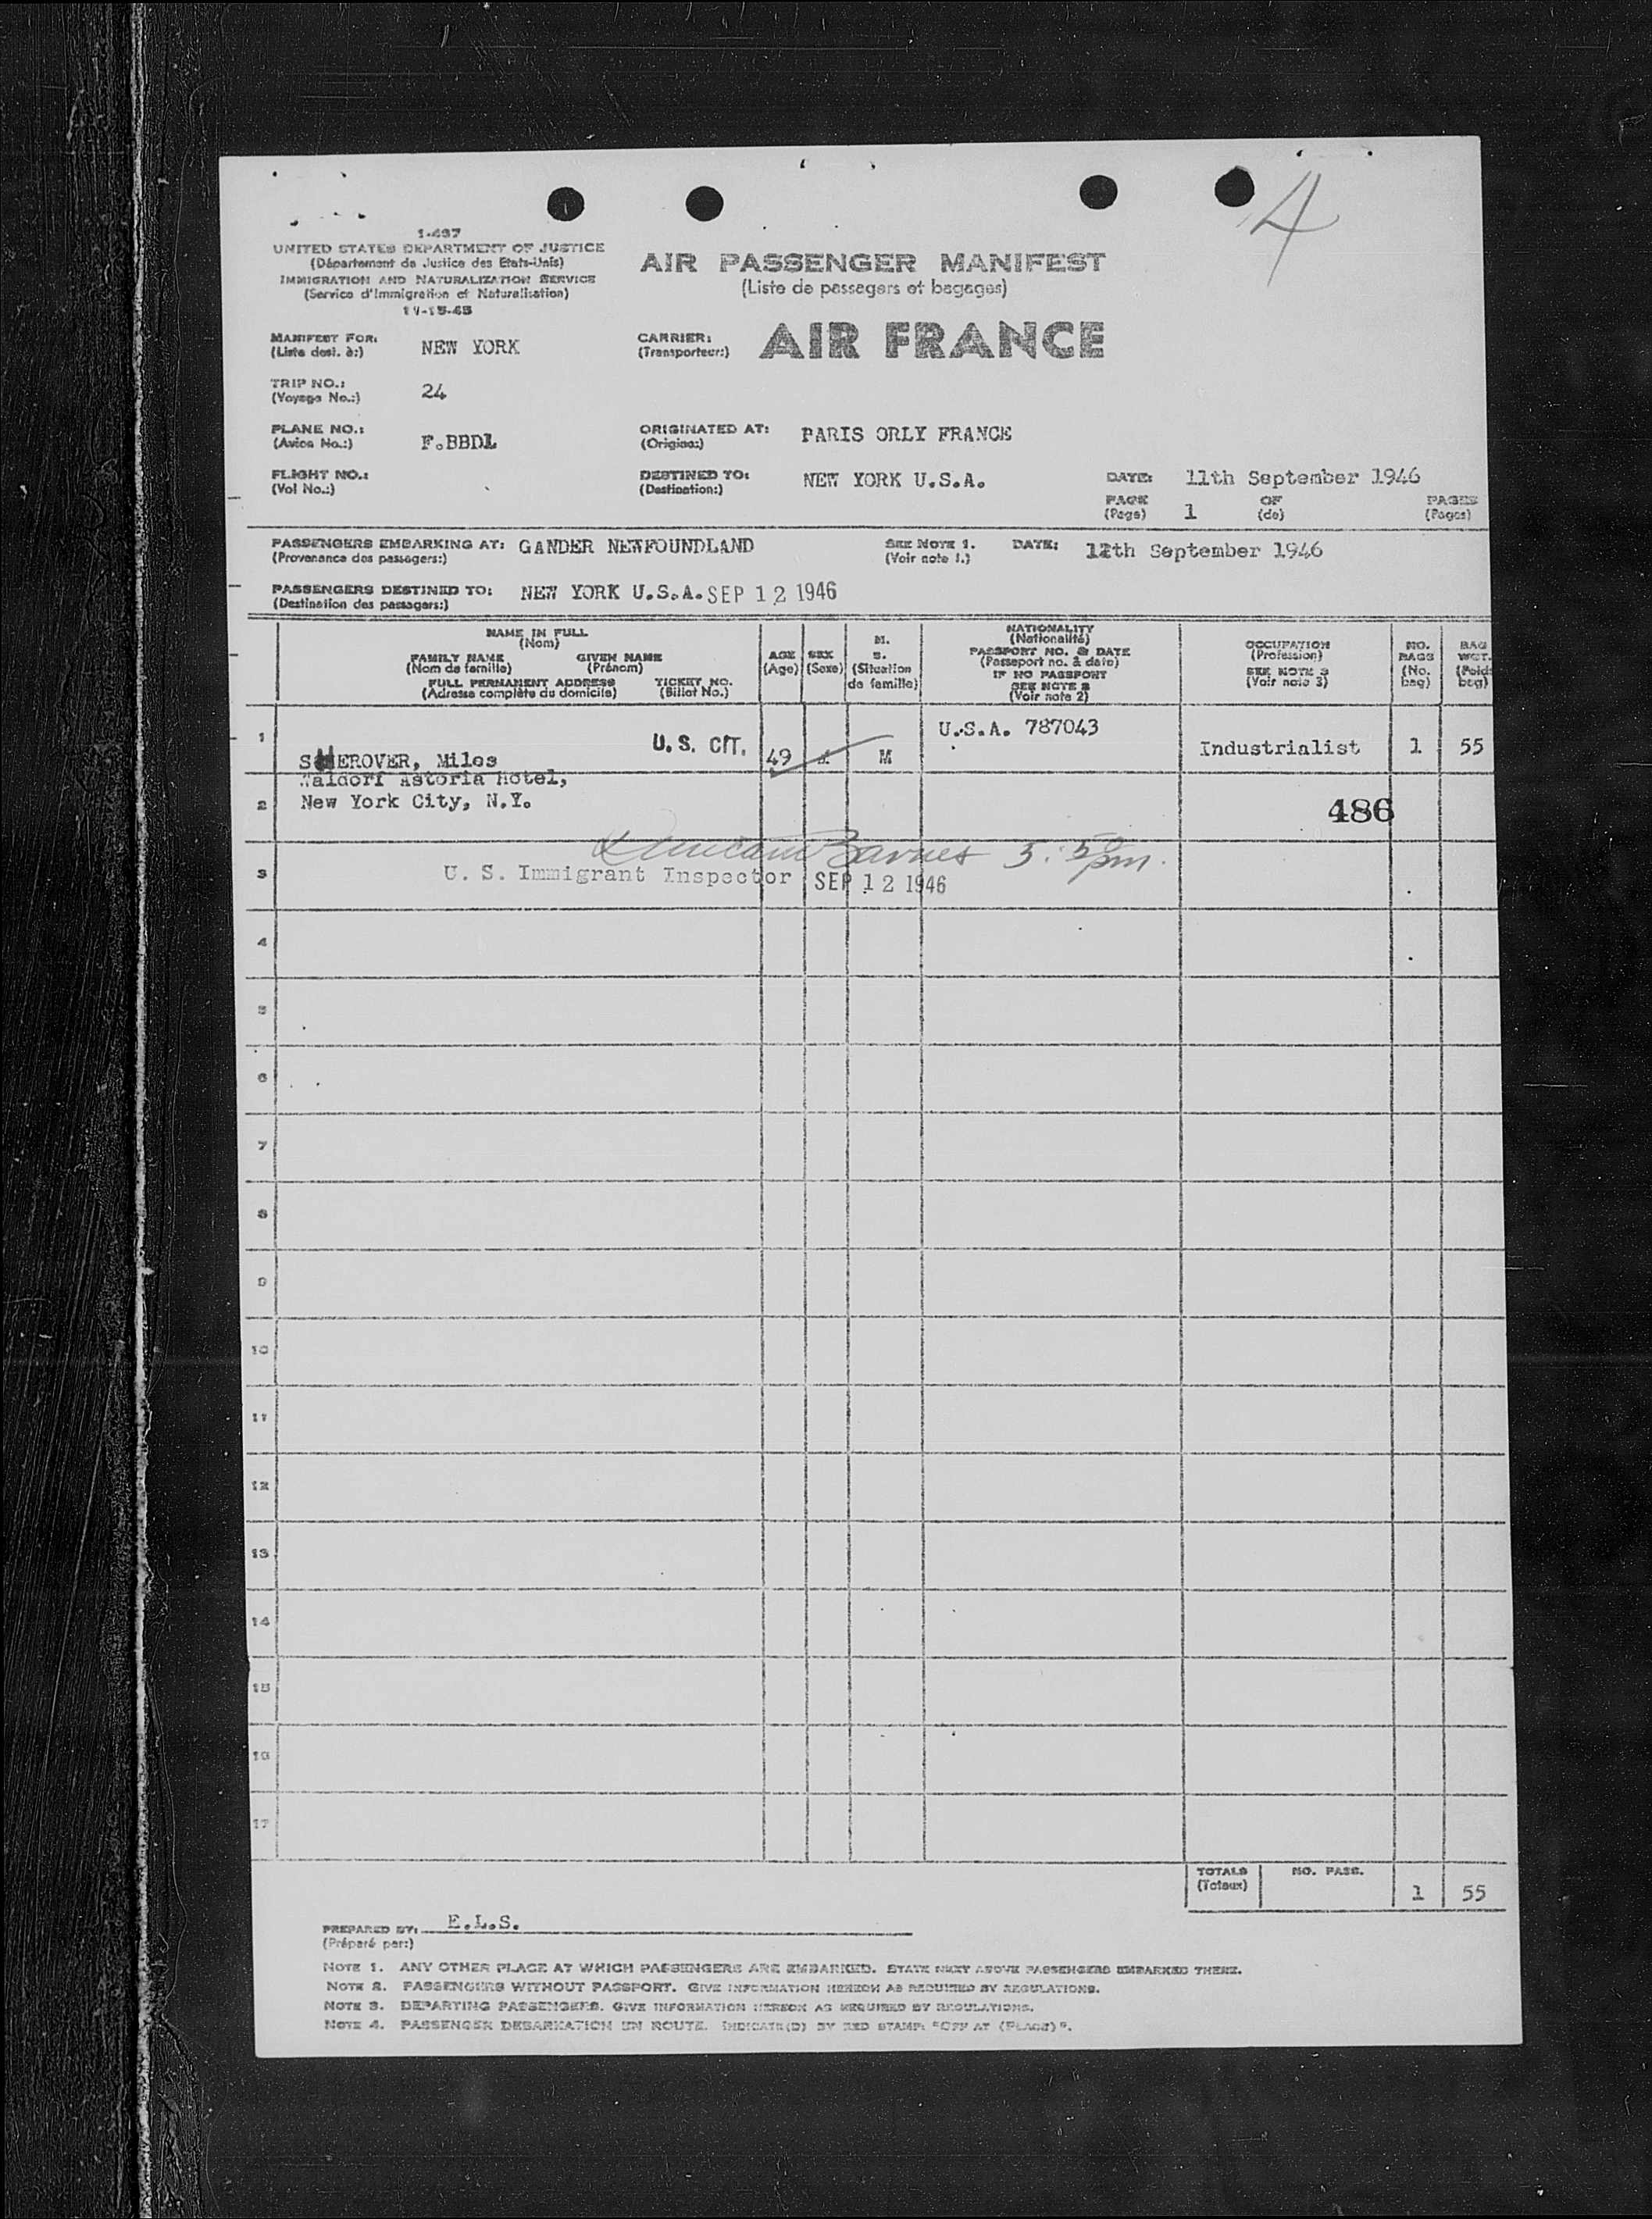 4
1-467
UNITED STATES DEPARTMENT OF JUSTICE
(Département de Justice des Etats-Unis)
IMMIGRATION AND NATURALIZATION SERVICE
(Service d'Immigration et Naturalisation)
11-15-45
AIR PASSENGER MANIFEST
(Liste de passagers et bagages)
MANIFEST FOR: NEW YORK
(Liste dest. à:)
CARRIER: AIR FRANCE
(Transporteur:)
TRIP NO.: 24
(Voyage No.:)
PLANE NO.: F.BBDL
(Avion No.:)
ORIGINATED AT: PARIS ORLY FRANCE
(Origine:)
FLIGHT NO.:
(Vol No.:)
DESTINED TO: NEW YORK U.S.A.
(Destination:)
DATE: 11th September 1946
PAGE 1 OF PAGES
(Page) (de) (Pages)
PASSENGERS EMBARKING AT: GANDER NEWFOUNDLAND SEE NOTE 1. DATE: 12th September 1946
(Provenance des passagers:) (Voir note 1.)
PASSENGERS DESTINED TO: NEW YORK U.S.A. SEP 12 1946
(Destination des passagers:)
NAME IN FULL
(Nom)
FAMILY NAME GIVEN NAME
(Nom de famille) (Prénom)
FULL PERMANENT ADDRESS TICKET NO.
(Adresse complète du domicile) (Billet No.)
AGE
(Age)
SEX
(Sexe)
M.
S.
(Situation
de famille)
NATIONALITY
(Nationalité)
PASSPORT NO. & DATE
(Passeport no. à date)
IF NO PASSPORT
SEE NOTE 2
(Voir note 2)
OCCUPATION
(Profession)
SEE NOTE 3
(Voir note 3)
NO.
BAGS
(No.
bag)
BAG
WGT.
(Poids
bag)
1 U.S. CIT. U.S.A. 787043
SHEROVER, Miles 49 M Industrialist 1 55
Waldorf Astoria Hotel,
2 New York City, N.Y. 486
Barnes 5:5 pm.
3 U. S. Immigrant Inspector SEP 12 1946
4
5
6
7
8
9
10
11
12
13
14
15
16
17
TOTALS NO. PASS. 1 55
(Totaux)
PREPARED BY: E.L.S.
(Préparé par:)
NOTE 1. ANY OTHER PLACE AT WHICH PASSENGERS ARE EMBARKED. STATE NEXT ABOVE PASSENGERS EMBARKED THERE.
NOTE 2. PASSENGERS WITHOUT PASSPORT. GIVE INFORMATION HEREON AS REQUIRED BY REGULATIONS.
NOTE 3. DEPARTING PASSENGERS. GIVE INFORMATION HEREON AS REQUIRED BY REGULATIONS.
NOTE 4. PASSENGER DEBARKATION EN ROUTE. INDICATE(D) BY RED STAMP: "OFF AT (PLACE)".